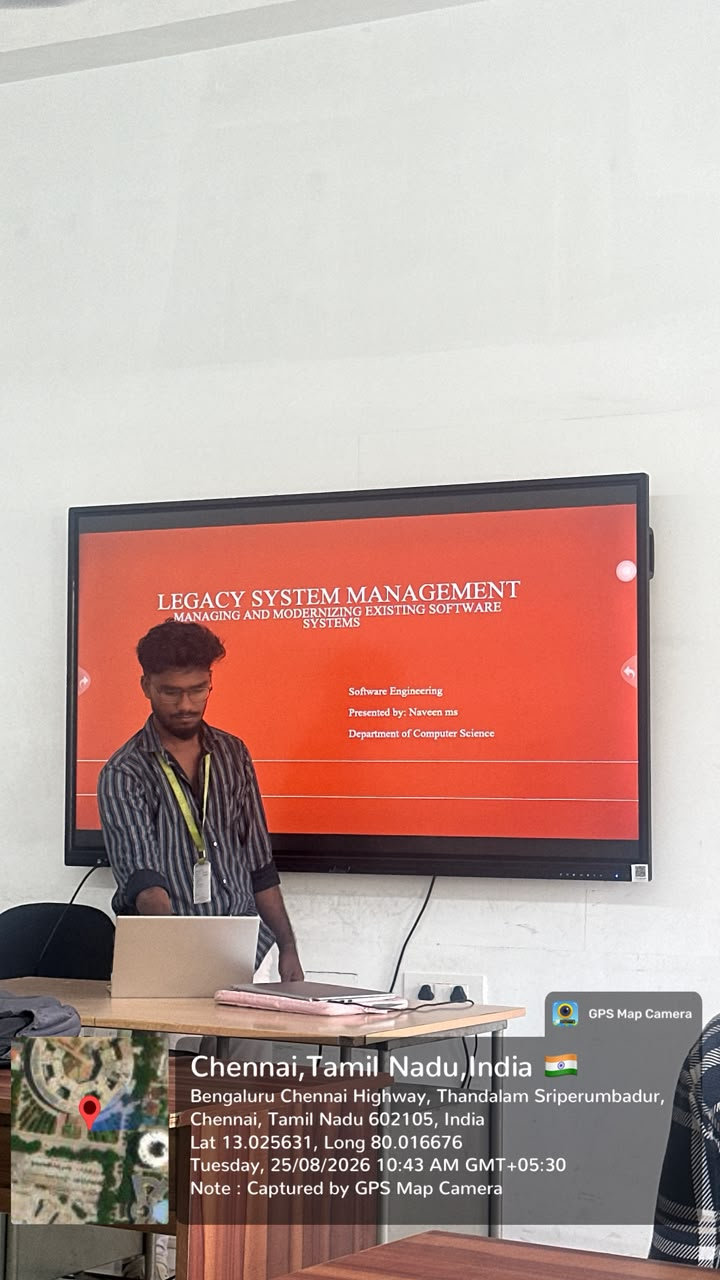 LEGACY SYSTEM MANAGEMENT
MANAGING AND MODERNIZING EXISTING SOFTWARE
SYSTEMS
Software Engineering
Presented by: Naveen ms
Department of Computer Science
GPS Map Camera
Chennai,Tamil Nadu,India 🇮🇳
Bengaluru Chennai Highway, Thandalam Sriperumbadur,
Chennai, Tamil Nadu 602105, India
Lat 13.025631, Long 80.016676
Tuesday, 25/08/2026 10:43 AM GMT+05:30
Note : Captured by GPS Map Camera